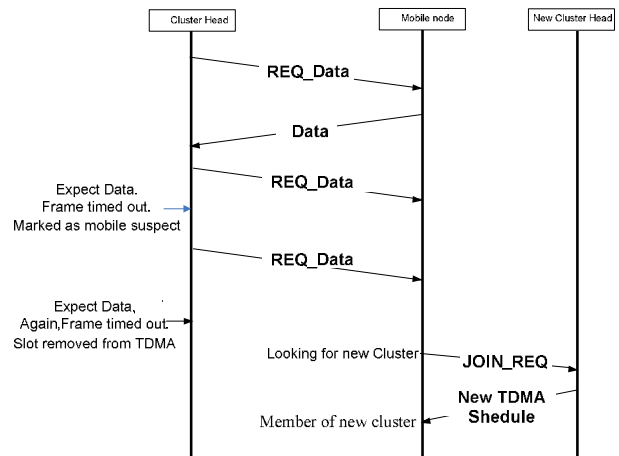 Cluster Head
Mobile node
New Cluster Head
REQ_Data
Data
REQ_Data
Expect Data.
Frame timed out.
Marked as mobile suspect
REQ_Data
Expect Data,
Again,Frame timed out.
Slot removed from TDMA
Looking for new Cluster
JOIN_REQ
New TDMA
Shedule
Member of new cluster